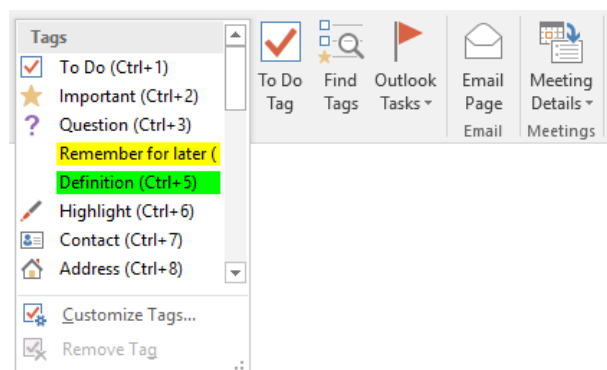 Tags
To Do (Ctrl+1)
Important (Ctrl+2)
Question (Ctrl+3)
Remember for later (
Definition (Ctrl+5)
Highlight (Ctrl+6)
Contact (Ctrl+7)
Address (Ctrl+8)
Customize Tags...
Remove Tag
To Do
Tag
Find
Tags
Outlook
Tasks
Email
Page
Email
Meeting
Details
Meetings